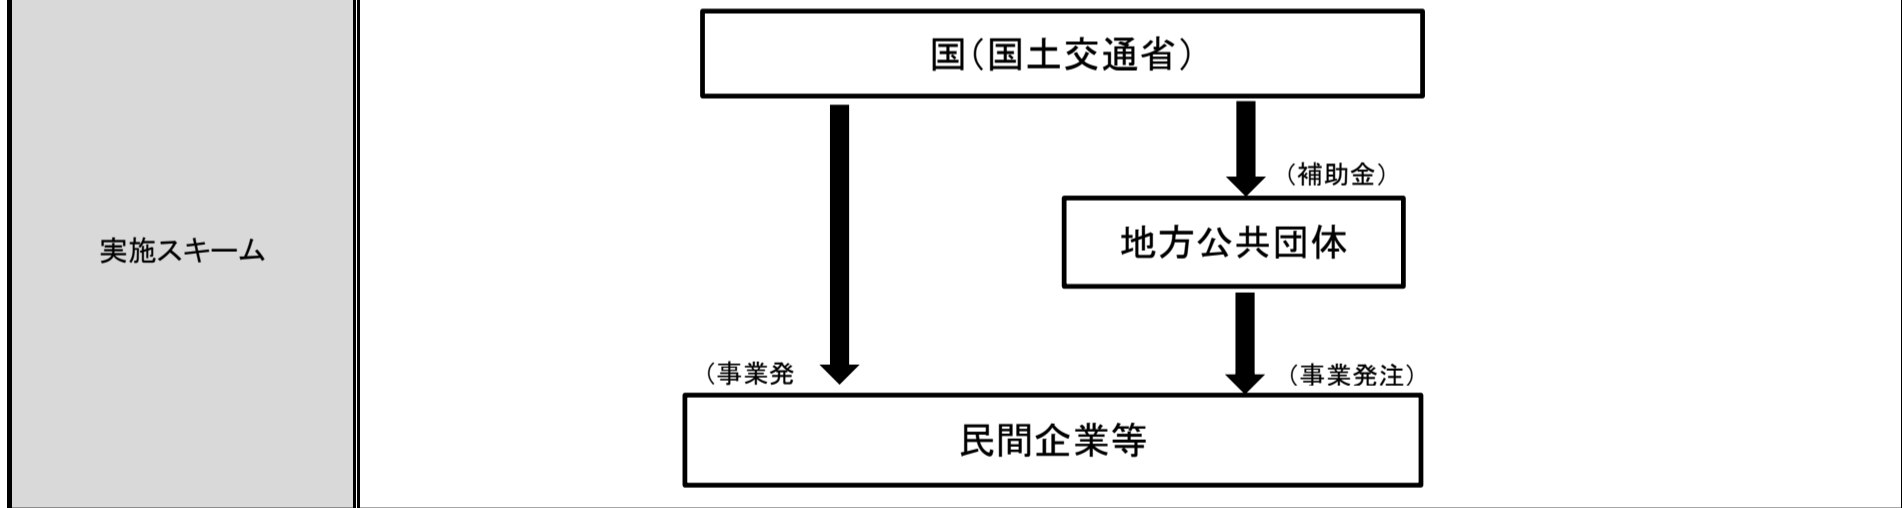 国（国土交通省）
（補助金）
地方公共団体
実施スキーム
（事業発
（事業発注）
民間企業等